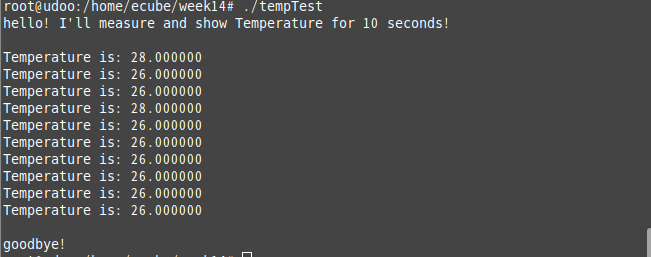 root@udoo:/home/ecube/week14# ./tempTest
hello! I'll measure and show Temperature for 10 seconds!
Temperature is: 28.000000
Temperature is: 26.000000
Temperature is: 26.000000
Temperature is: 28.000000
Temperature is: 26.000000
Temperature is: 26.000000
Temperature is: 26.000000
Temperature is: 26.000000
Temperature is: 26.000000
Temperature is: 26.000000
goodbye!